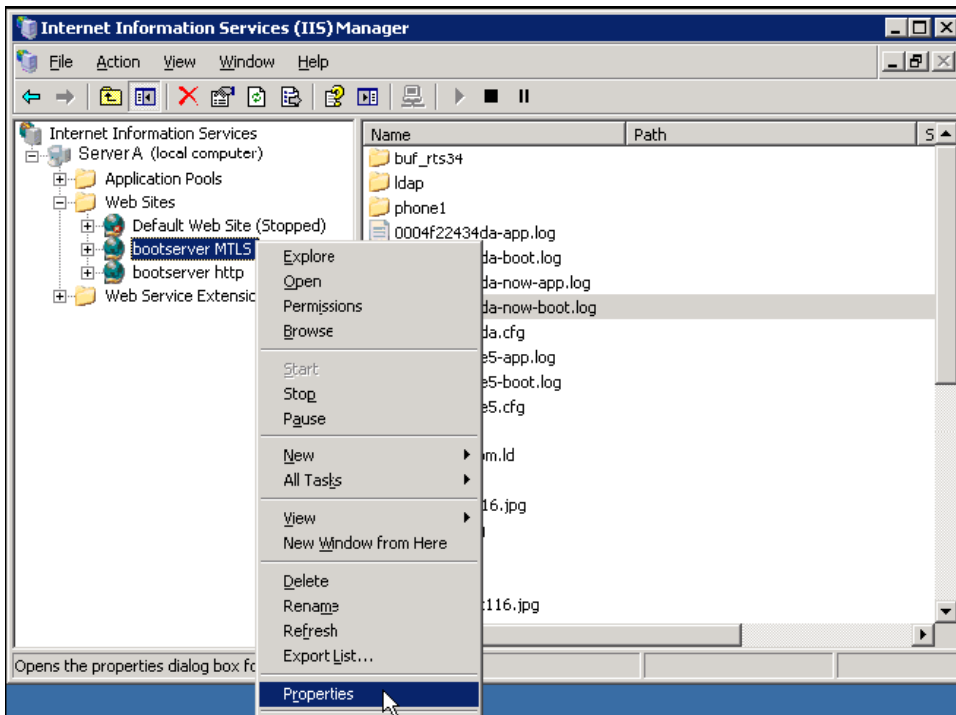 Internet Information Services (IIS) Manager
File Action View Window Help
Internet Information Services
Server A (local computer)
Application Pools
Web Sites
Default Web Site (Stopped)
bootserver MTLS
bootserver http
Web Service Extensic
Name Path S
buf_rts34
ldap
phone1
0004f22434da-app.log
da-boot.log
da-now-app.log
da-now-boot.log
da.cfg
e5-app.log
e5-boot.log
e5.cfg
m.ld
16.jpg
116.jpg
Explore
Open
Permissions
Browse
Start
Stop
Pause
New
All Tasks
View
New Window from Here
Delete
Rename
Refresh
Export List...
Properties
Opens the properties dialog box fo